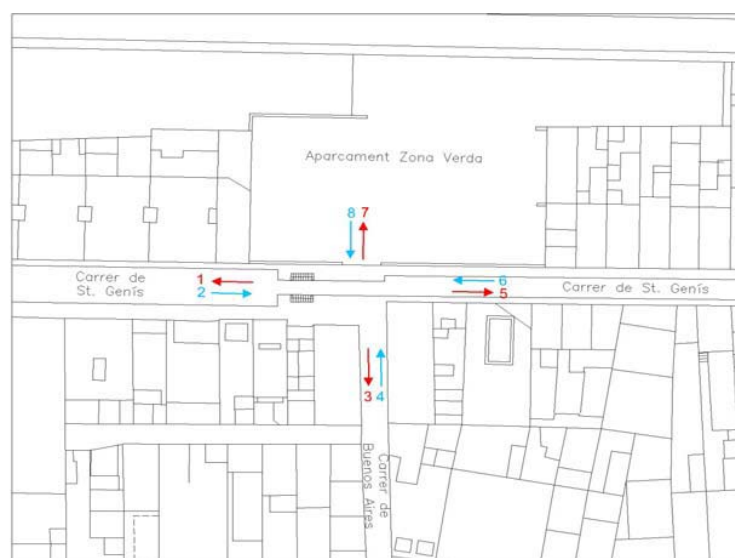 Aparcament Zona Verda
8 7
Carrer de
St. Genís
1
2
6
5
Carrer de St. Genís
3 4
Carrer de
Buenos Aires